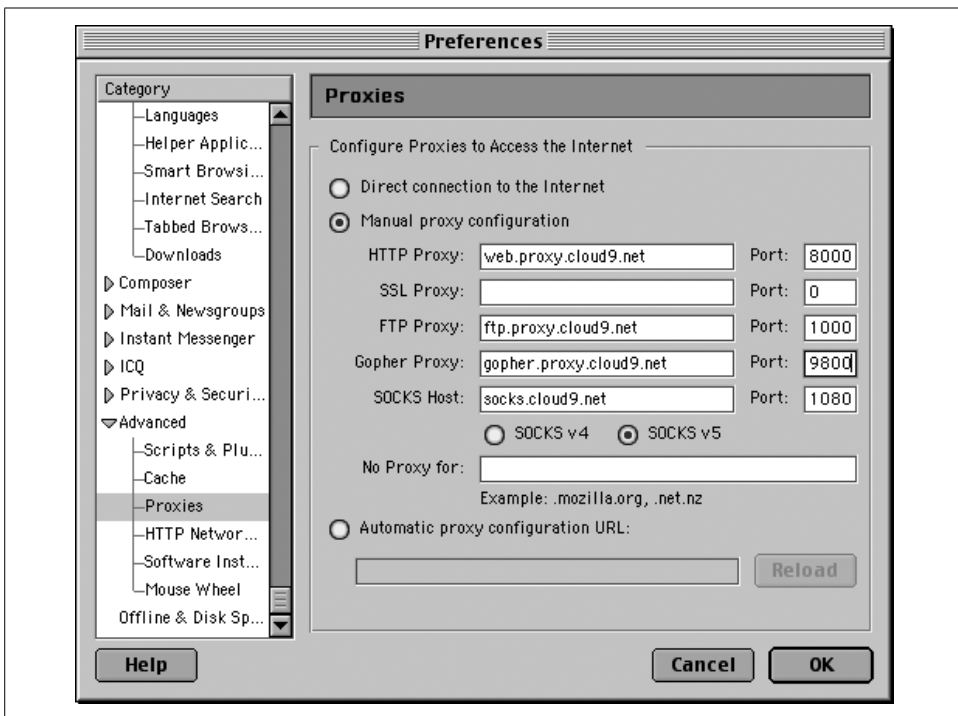 Preferences
Category
Languages
Helper Applic...
Smart Browsi...
Internet Search
Tabbed Brows...
Downloads
Composer
Mail & Newsgroups
Instant Messenger
ICQ
Privacy & Securi...
Advanced
Scripts & Plu...
Cache
Proxies
HTTP Networ...
Software Inst...
Mouse Wheel
Offline & Disk Sp...
Proxies
Configure Proxies to Access the Internet
Direct connection to the Internet
Manual proxy configuration
HTTP Proxy: web.proxy.cloud9.net Port: 8000
SSL Proxy: Port: 0
FTP Proxy: ftp.proxy.cloud9.net Port: 1000
Gopher Proxy: gopher.proxy.cloud9.net Port: 9800
SOCKS Host: socks.cloud9.net Port: 1080
SOCKS v4 SOCKS v5
No Proxy for:
Example: .mozilla.org, .net.nz
Automatic proxy configuration URL:
Reload
Help Cancel OK